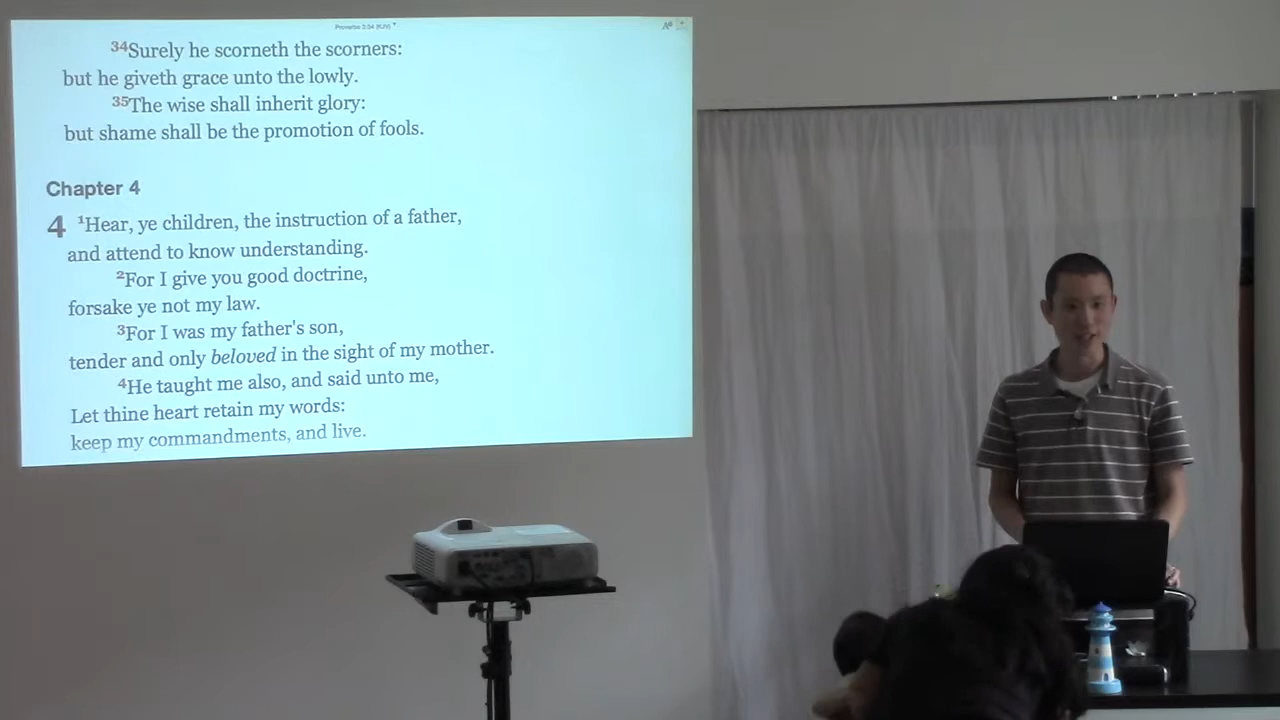 Proverbs 3:34 (KJV)
34Surely he scorneth the scorners:
but he giveth grace unto the lowly.
35The wise shall inherit glory:
but shame shall be the promotion of fools.
Chapter 4
4 1Hear, ye children, the instruction of a father,
and attend to know understanding.
2For I give you good doctrine,
forsake ye not my law.
3For I was my father's son,
tender and only beloved in the sight of my mother.
4He taught me also, and said unto me,
Let thine heart retain my words:
keep my commandments, and live.